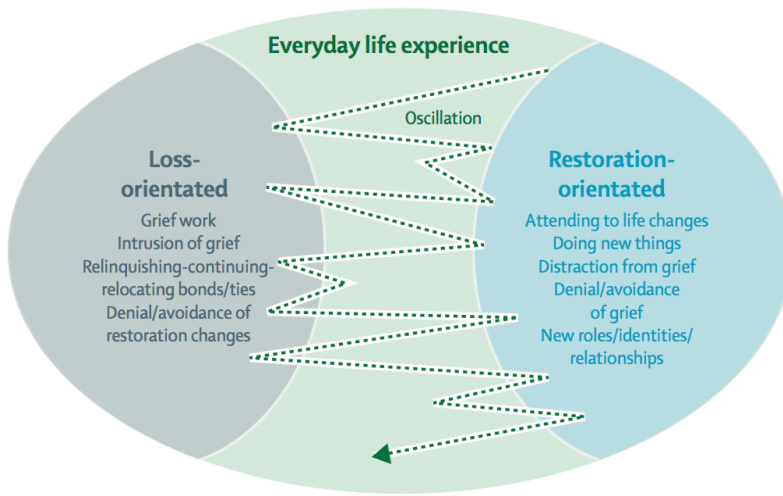 Everyday life experience
Oscillation
Loss-
orientated
Grief work
Intrusion of grief
Relinquishing-continuing-
relocating bonds/ties
Denial/avoidance of
restoration changes
Restoration-
orientated
Attending to life changes
Doing new things
Distraction from grief
Denial/avoidance
of grief
New roles/identities/
relationships